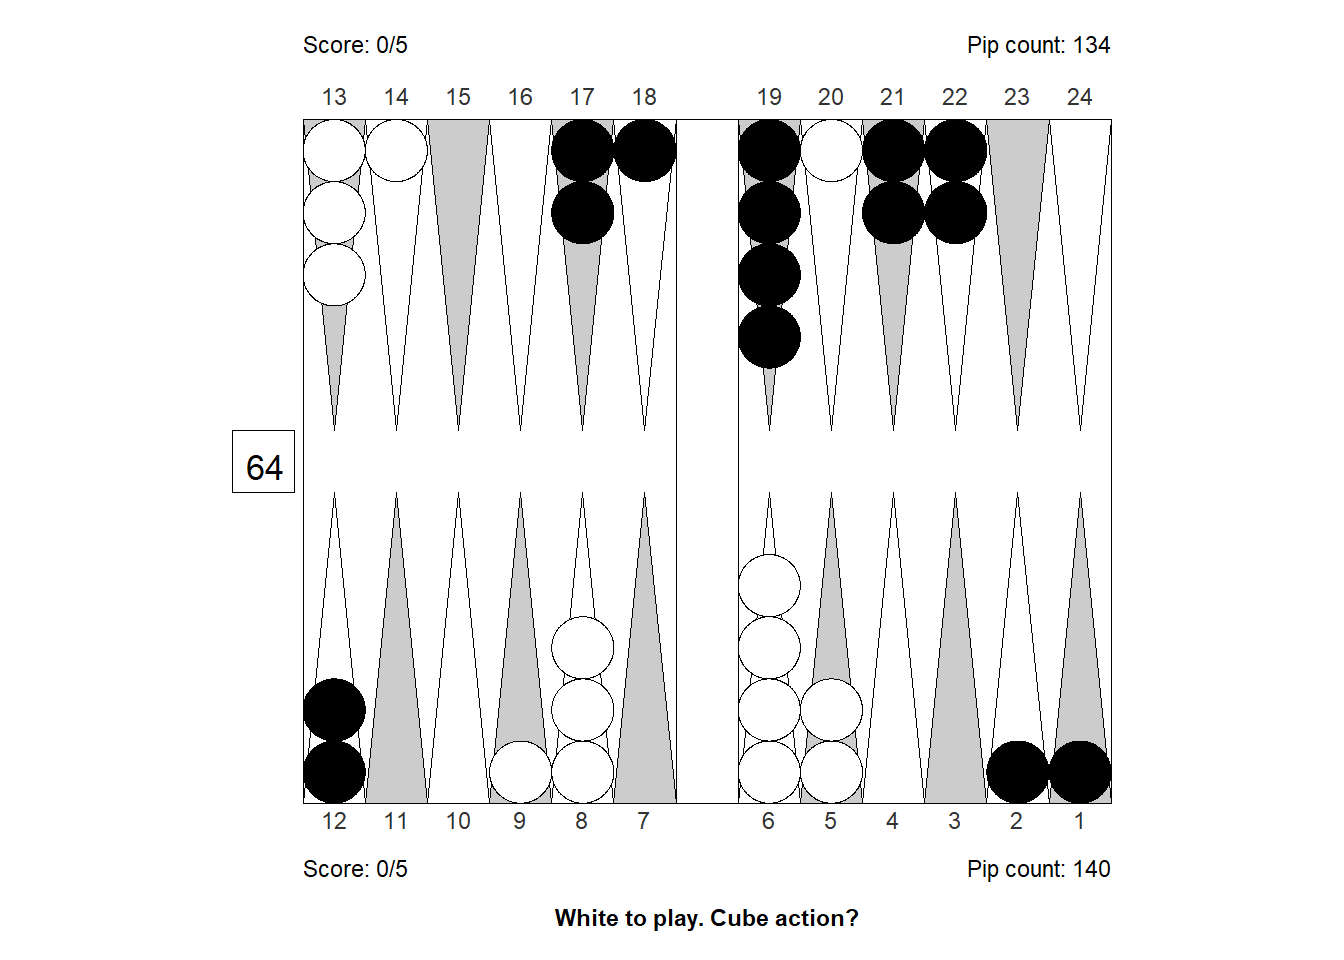 Score: 0/5 Pip count: 134
13 14 15 16 17 18 19 20 21 22 23 24
64
12 11 10 9 8 7 6 5 4 3 2 1
Score: 0/5 Pip count: 140
White to play. Cube action?